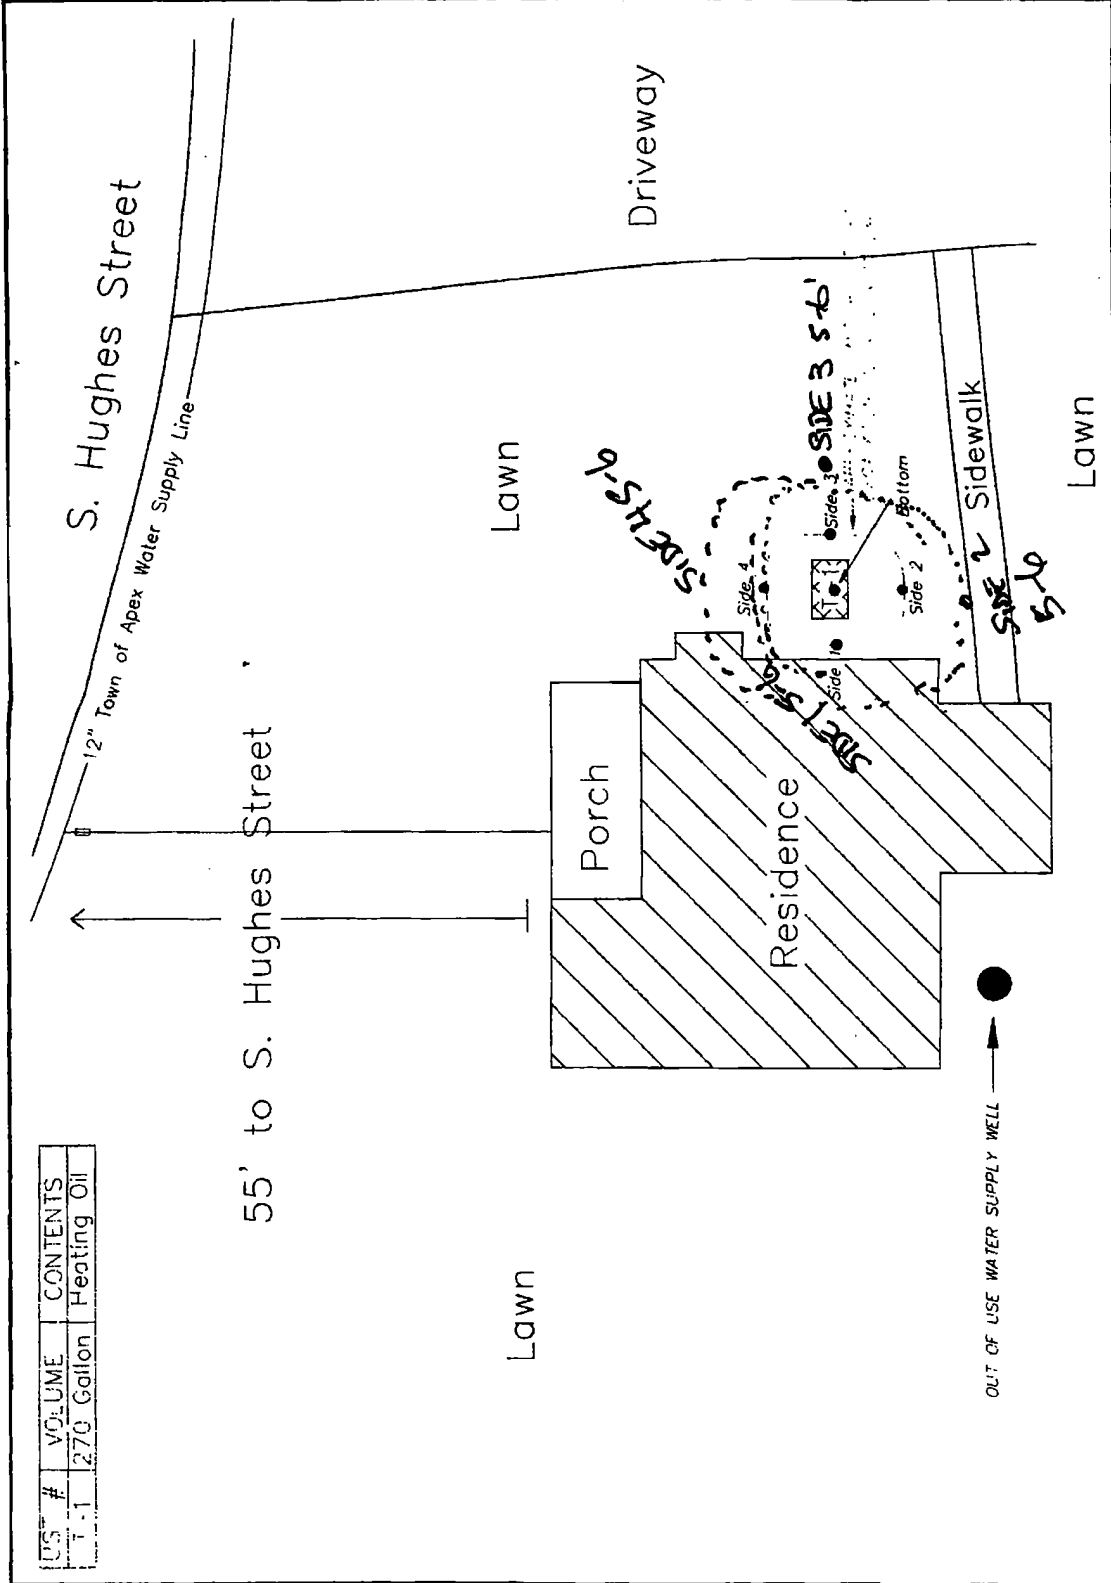 UST # VOLUME CONTENTS
T-1 270 Gallon Heating Oil
S. Hughes Street
12" Town of Apex Water Supply Line
55' to S. Hughes Street
Lawn
Lawn
Driveway
Porch
Residence
SIDE 4 5-6
Side 4
SIDE 1 5-6
Side 1
T-1
Side 3
SIDE 3 5-6'
Bottom
Side 2
SIDE 2
5-6
Sidewalk
Lawn
OUT OF USE WATER SUPPLY WELL